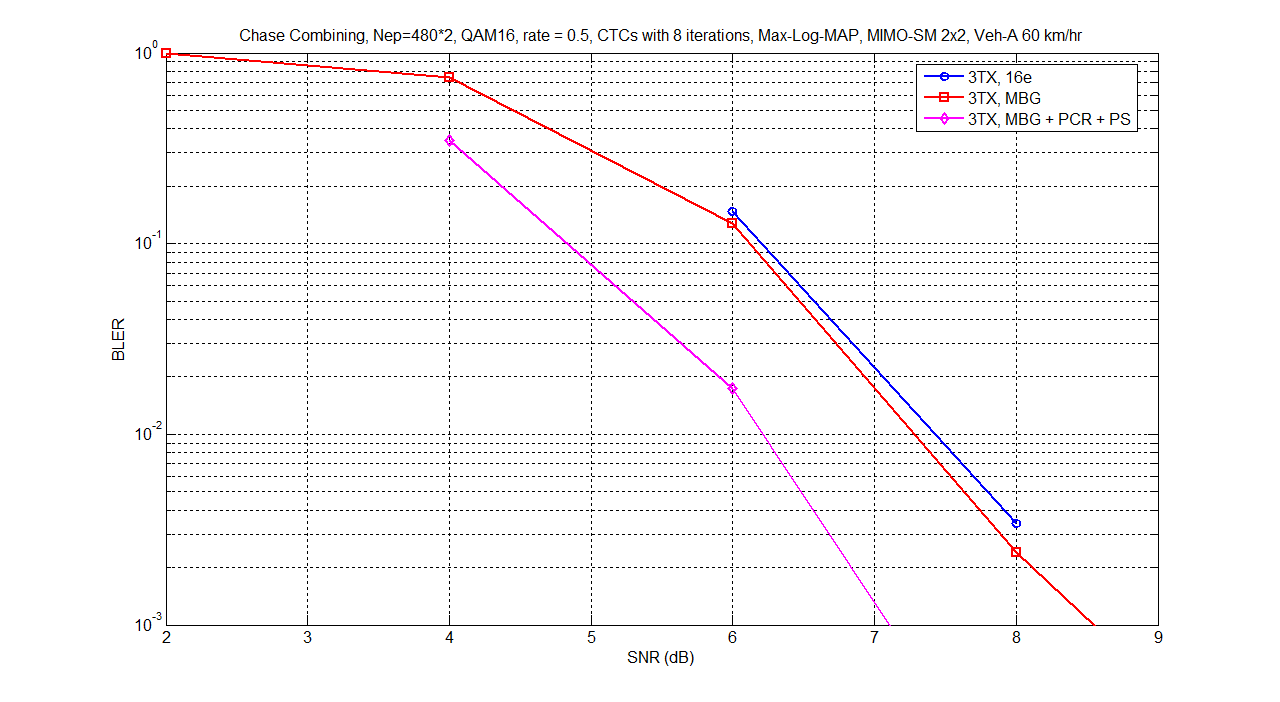 Chase Combining, Nep=480*2, QAM16, rate = 0.5, CTCs with 8 iterations, Max-Log-MAP, MIMO-SM 2x2, Veh-A 60 km/hr
3TX, 16e
3TX, MBG
3TX, MBG + PCR + PS
10^0
10^-1
10^-2
10^-3
BLER
2 3 4 5 6 7 8 9
SNR (dB)